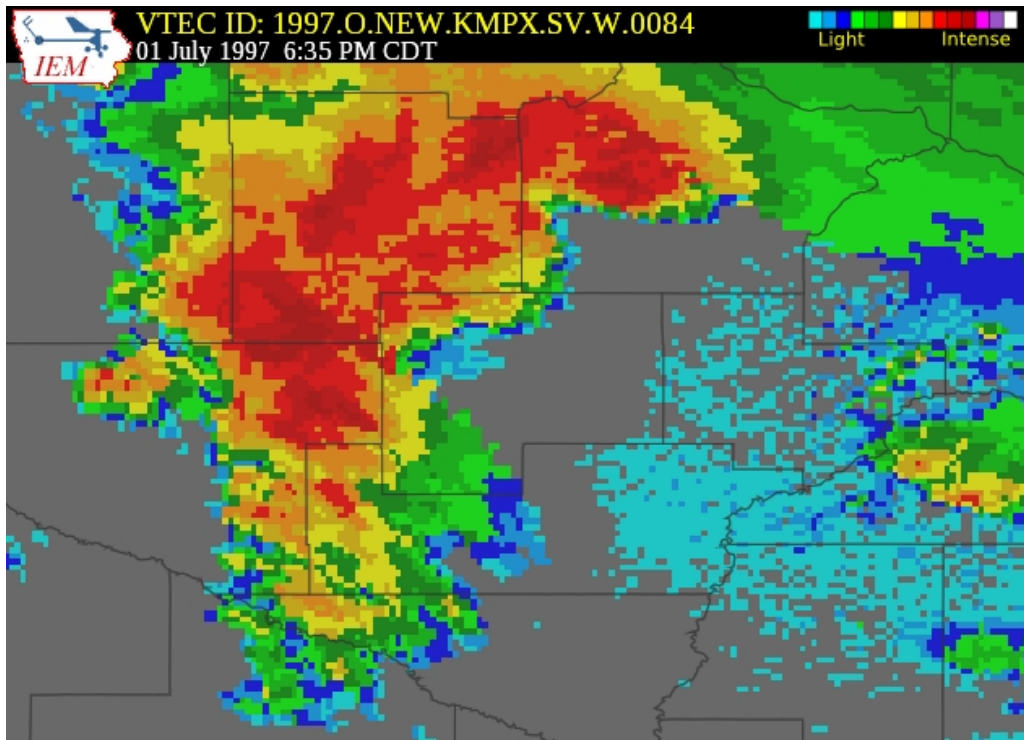 VTEC ID: 1997.O.NEW.KMPX.SV.W.0084
01 July 1997  6:35 PM CDT
IEM
Light
Intense